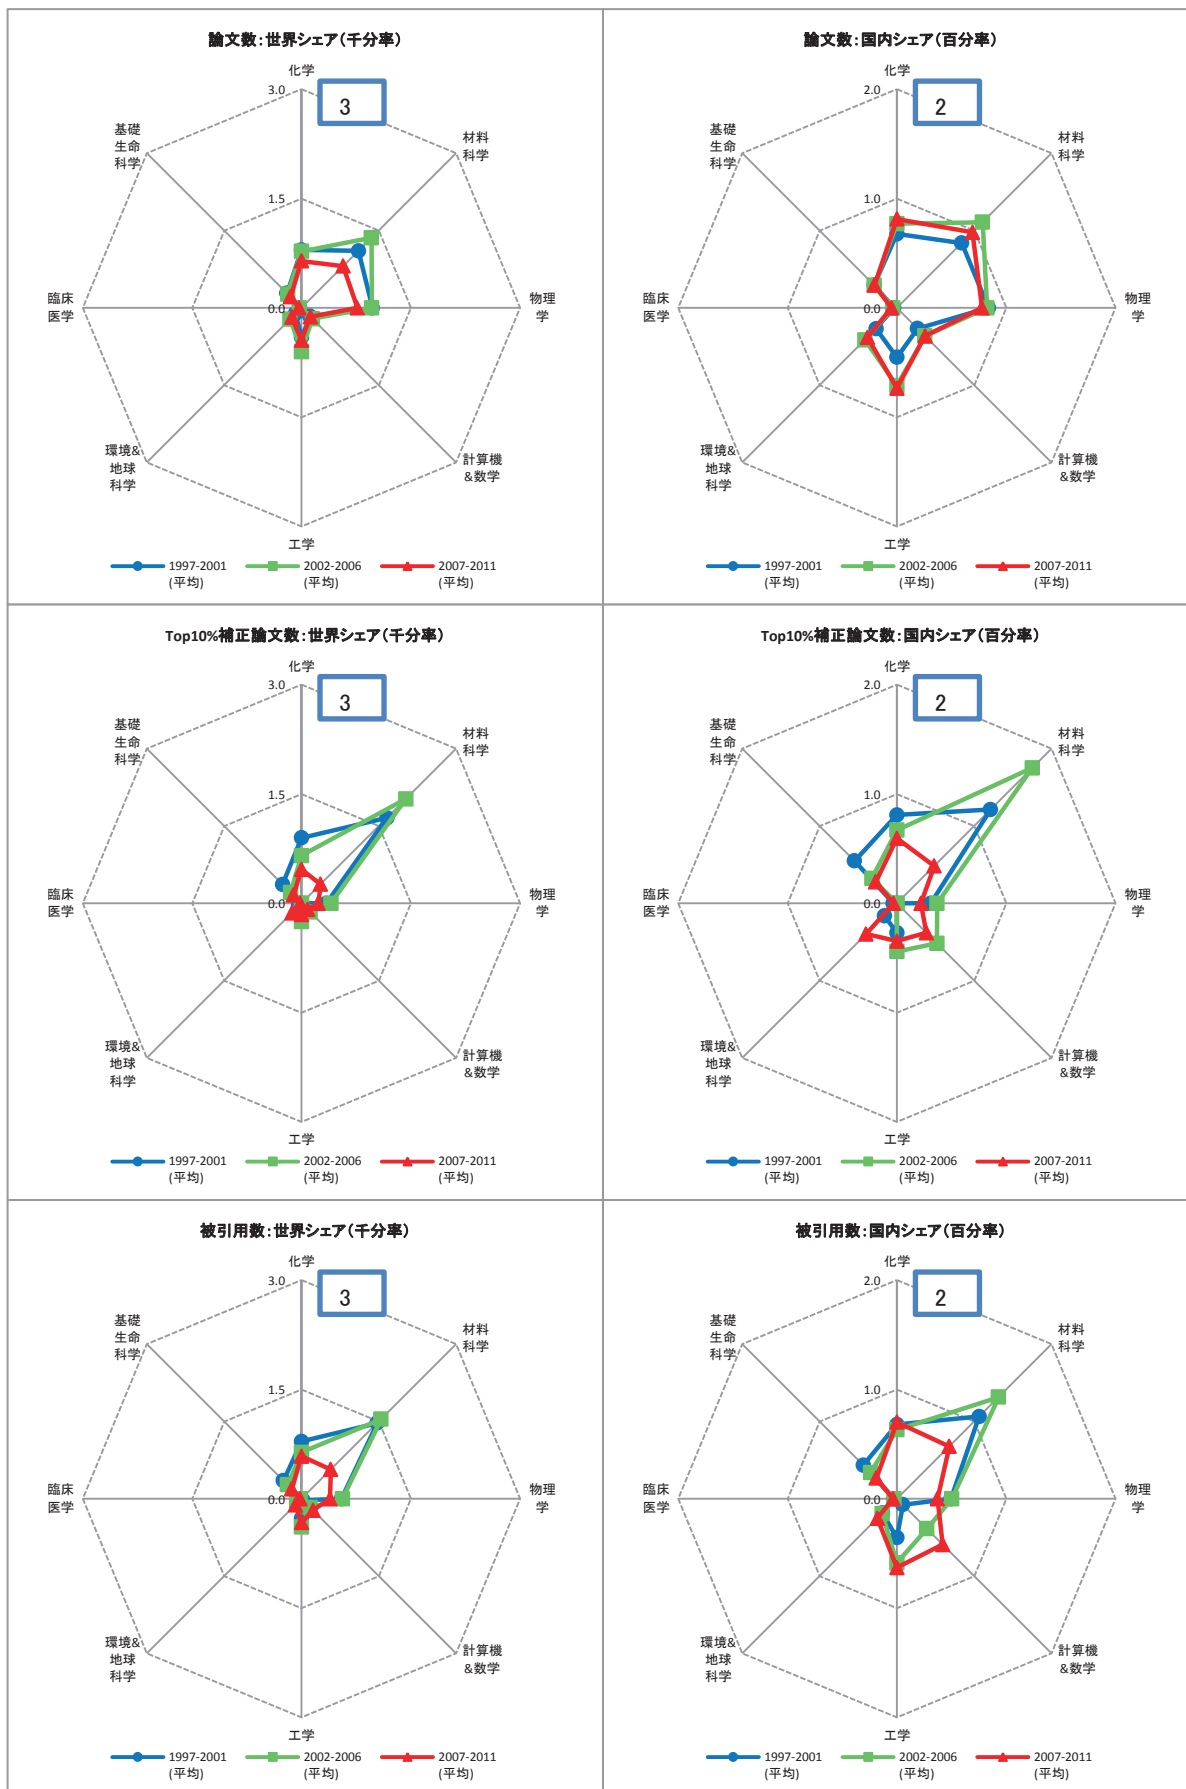 論文数:世界シェア(千分率)
化学
3.0
3
材料
科学
基礎
生命
科学
1.5
臨床
医学
0.0
物理
学
環境&
地球
科学
計算機
&数学
工学
1997-2001
(平均)
2002-2006
(平均)
2007-2011
(平均)
論文数:国内シェア(百分率)
化学
2.0
2
材料
科学
基礎
生命
科学
1.0
臨床
医学
0.0
物理
学
環境&
地球
科学
計算機
&数学
工学
1997-2001
(平均)
2002-2006
(平均)
2007-2011
(平均)
Top10%補正論文数:世界シェア(千分率)
化学
3.0
3
材料
科学
基礎
生命
科学
1.5
臨床
医学
0.0
物理
学
環境&
地球
科学
計算機
&数学
工学
1997-2001
(平均)
2002-2006
(平均)
2007-2011
(平均)
Top10%補正論文数:国内シェア(百分率)
化学
2.0
2
材料
科学
基礎
生命
科学
1.0
臨床
医学
0.0
物理
学
環境&
地球
科学
計算機
&数学
工学
1997-2001
(平均)
2002-2006
(平均)
2007-2011
(平均)
被引用数:世界シェア(千分率)
化学
3.0
3
材料
科学
基礎
生命
科学
1.5
臨床
医学
0.0
物理
学
環境&
地球
科学
計算機
&数学
工学
1997-2001
(平均)
2002-2006
(平均)
2007-2011
(平均)
被引用数:国内シェア(百分率)
化学
2.0
2
材料
科学
基礎
生命
科学
1.0
臨床
医学
0.0
物理
学
環境&
地球
科学
計算機
&数学
工学
1997-2001
(平均)
2002-2006
(平均)
2007-2011
(平均)